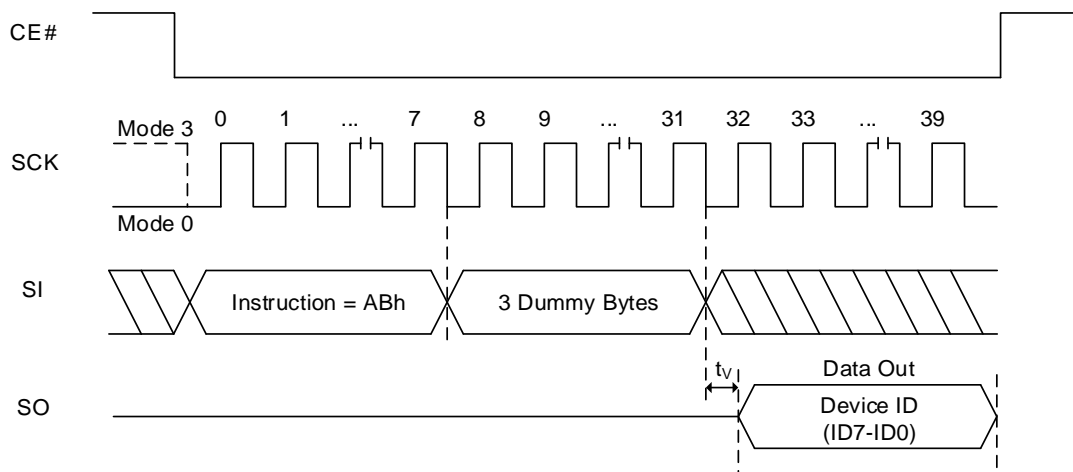 CE#
0 1 ... 7 8 9 ... 31 32 33 ... 39
Mode 3
SCK
Mode 0
SI
Instruction = ABh
3 Dummy Bytes
tV
Data Out
SO
Device ID
(ID7-ID0)